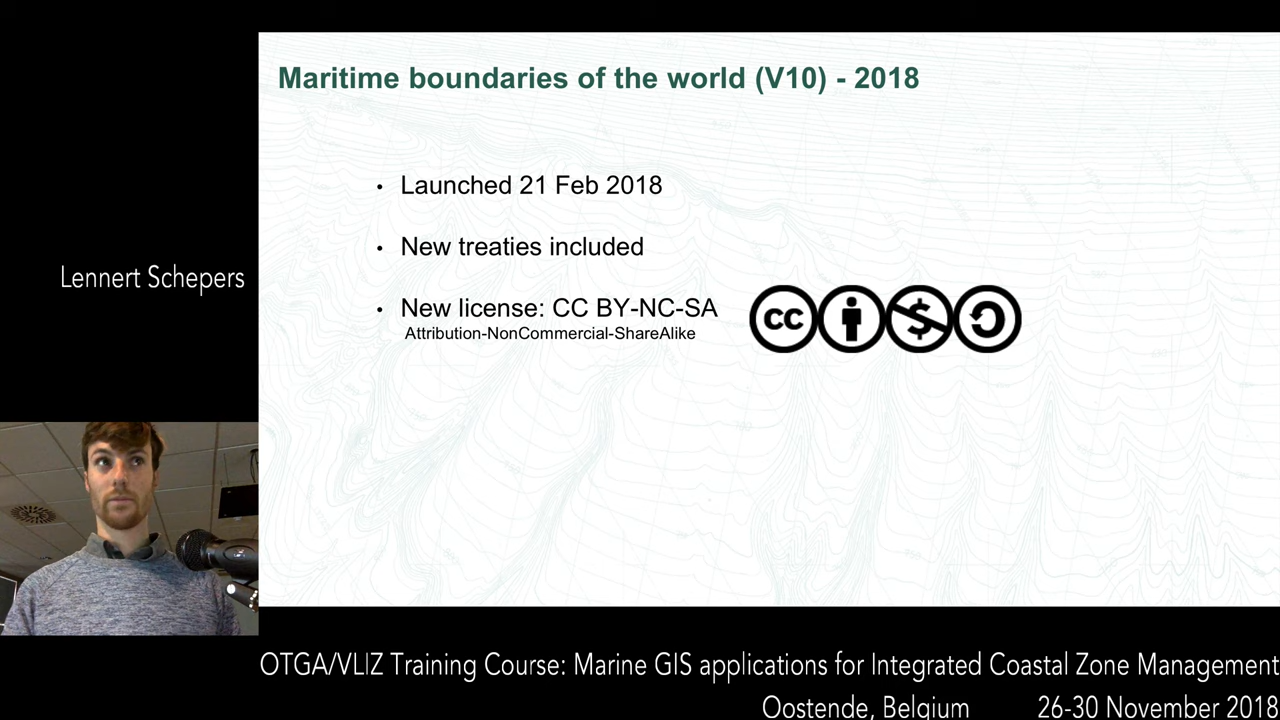 Maritime boundaries of the world (V10) - 2018
• Launched 21 Feb 2018
• New treaties included
• New license: CC BY-NC-SA
Attribution-NonCommercial-ShareAlike
cc
$
Lennert Schepers
OTGA/VLIZ Training Course: Marine GIS applications for Integrated Coastal Zone Management
Oostende, Belgium 26-30 November 2018